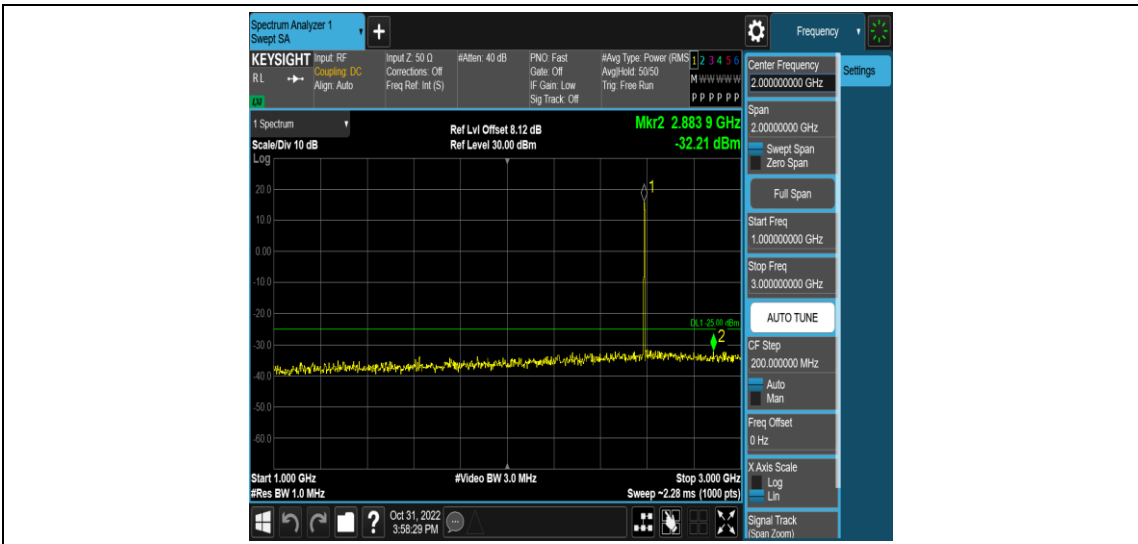 Spectrum Analyzer 1
Swept SA
+
Frequency
KEYSIGHT
RL
LXI
Input: RF
Coupling: DC
Align: Auto
Input Z: 50 Ω
Corrections: Off
Freq Ref: Int (S)
#Atten: 40 dB
PNO: Fast
Gate: Off
IF Gain: Low
Sig Track: Off
#Avg Type: Power (RMS
Avg|Hold: 50/50
Trig: Free Run
1 2 3 4 5 6
M W W W W W
P P P P P P
1 Spectrum
Scale/Div 10 dB
Ref Lvl Offset 8.12 dB
Ref Level 30.00 dBm
Mkr2 2.883 9 GHz
-32.21 dBm
Log
20.0
10.0
0.00
-10.0
-20.0
-30.0
-40.0
-50.0
-60.0
1
DL1 -25.00 dBm
2
Start 1.000 GHz
#Res BW 1.0 MHz
#Video BW 3.0 MHz
Stop 3.000 GHz
Sweep ~2.28 ms (1000 pts)
?
Oct 31, 2022
3:58:29 PM
Center Frequency
2.000000000 GHz
Settings
Span
2.00000000 GHz
Swept Span
Zero Span
Full Span
Start Freq
1.000000000 GHz
Stop Freq
3.000000000 GHz
AUTO TUNE
CF Step
200.000000 MHz
Auto
Man
Freq Offset
0 Hz
X Axis Scale
Log
Lin
Signal Track
(Span Zoom)